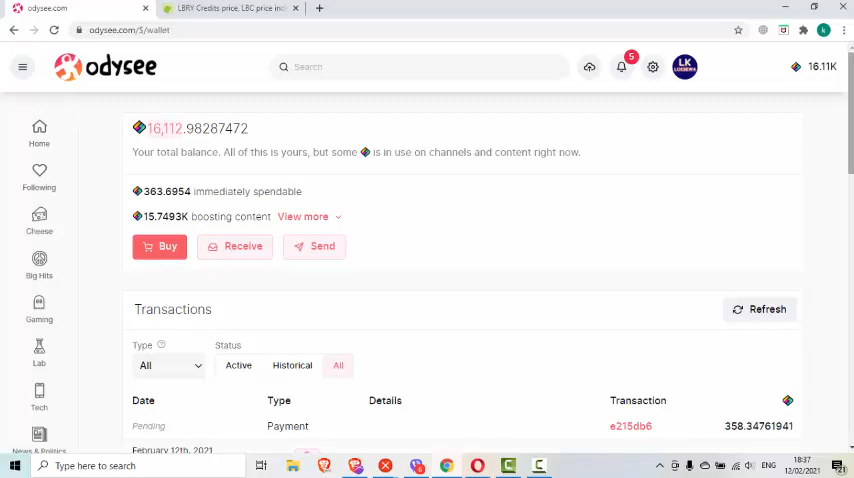 odysee.com
LBRY Credits price, LBC price ind
odysee.com/$/wallet
odysee
Search
5
LK
LOKSEWA
16.11K
16,112.98287472
Your total balance. All of this is yours, but some is in use on channels and content right now.
363.6954 immediately spendable
15.7493K boosting content View more
Buy
Receive
Send
Home
Following
Cheese
Big Hits
Gaming
Lab
Tech
News & Politics
Transactions
Refresh
Type
Status
All
Active
Historical
All
Date
Type
Details
Transaction
Pending
Payment
e215db6
358.34761941
February 12th, 2021
Type here to search
6
ENG
18:37
12/02/2021
21
k